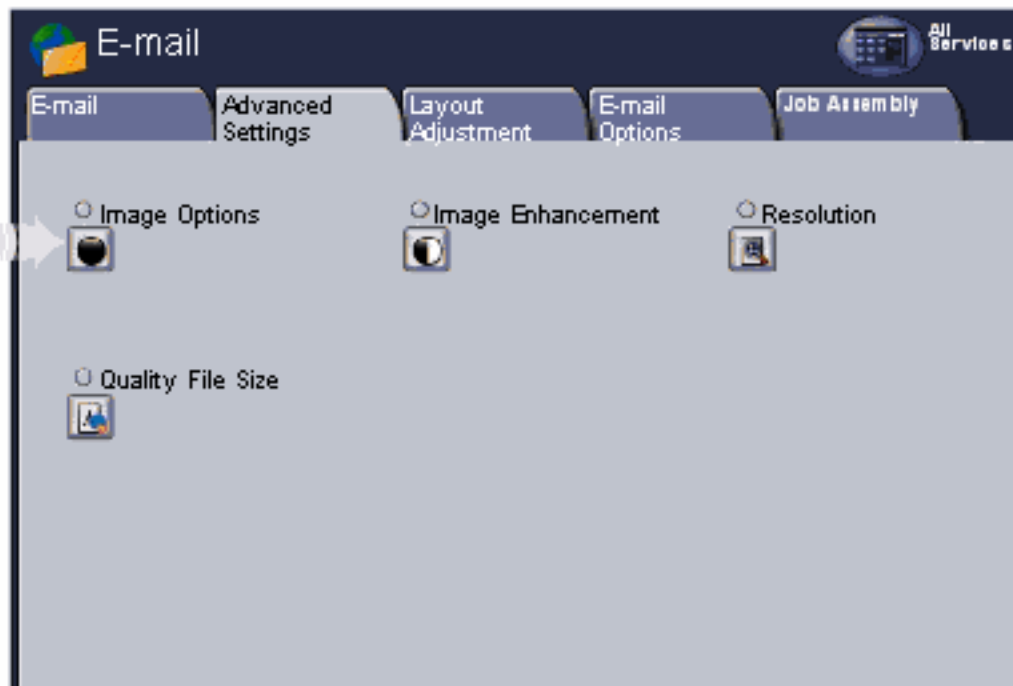 E-mail
All
Services
E-mail
Advanced
Settings
Layout
Adjustment
E-mail
Options
Job Assembly
Image Options
Image Enhancement
Resolution
Quality File Size